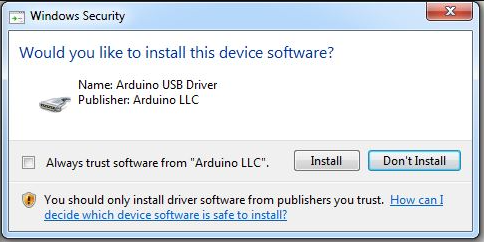 Windows Security
Would you like to install this device software?
Name: Arduino USB Driver
Publisher: Arduino LLC
Always trust software from "Arduino LLC".
Install
Don't Install
You should only install driver software from publishers you trust. How can I
decide which device software is safe to install?